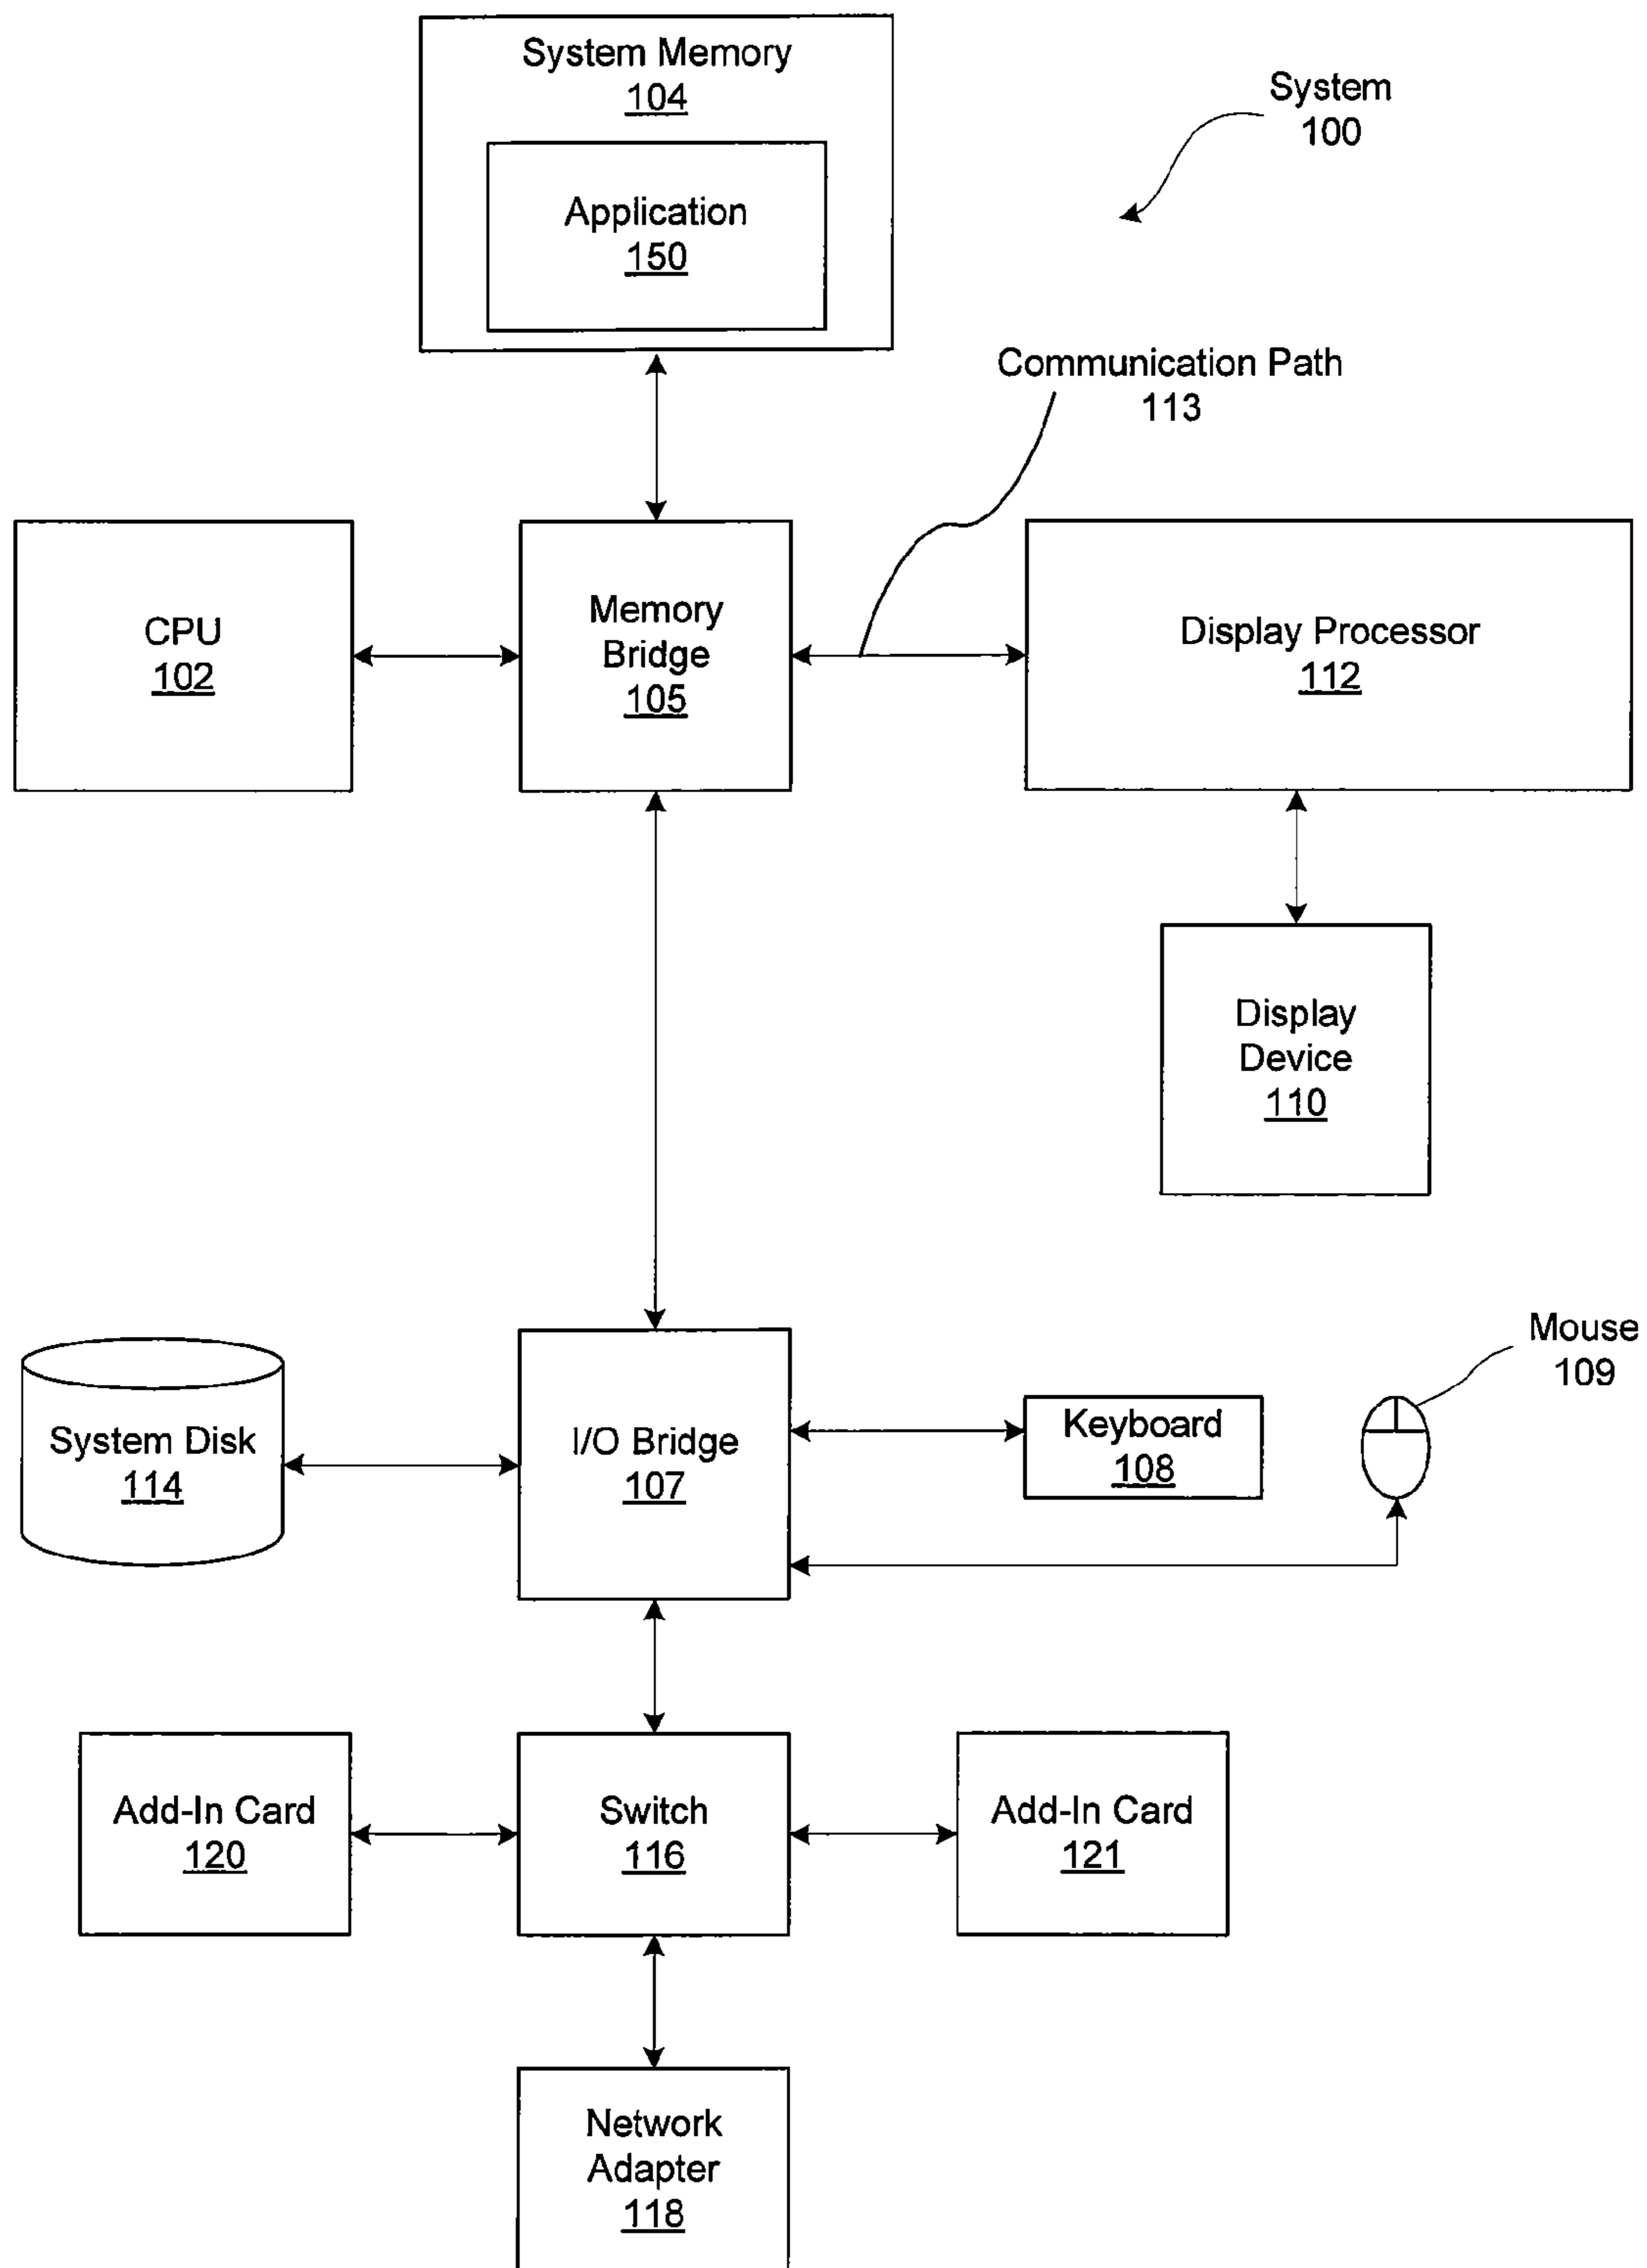 System Memory
104
System
100
Application
150
Communication Path
113
CPU
102
Memory
Bridge
105
Display Processor
112
Display
Device
110
Mouse
109
System Disk
114
I/O Bridge
107
Keyboard
108
Add-In Card
120
Switch
116
Add-In Card
121
Network
Adapter
118